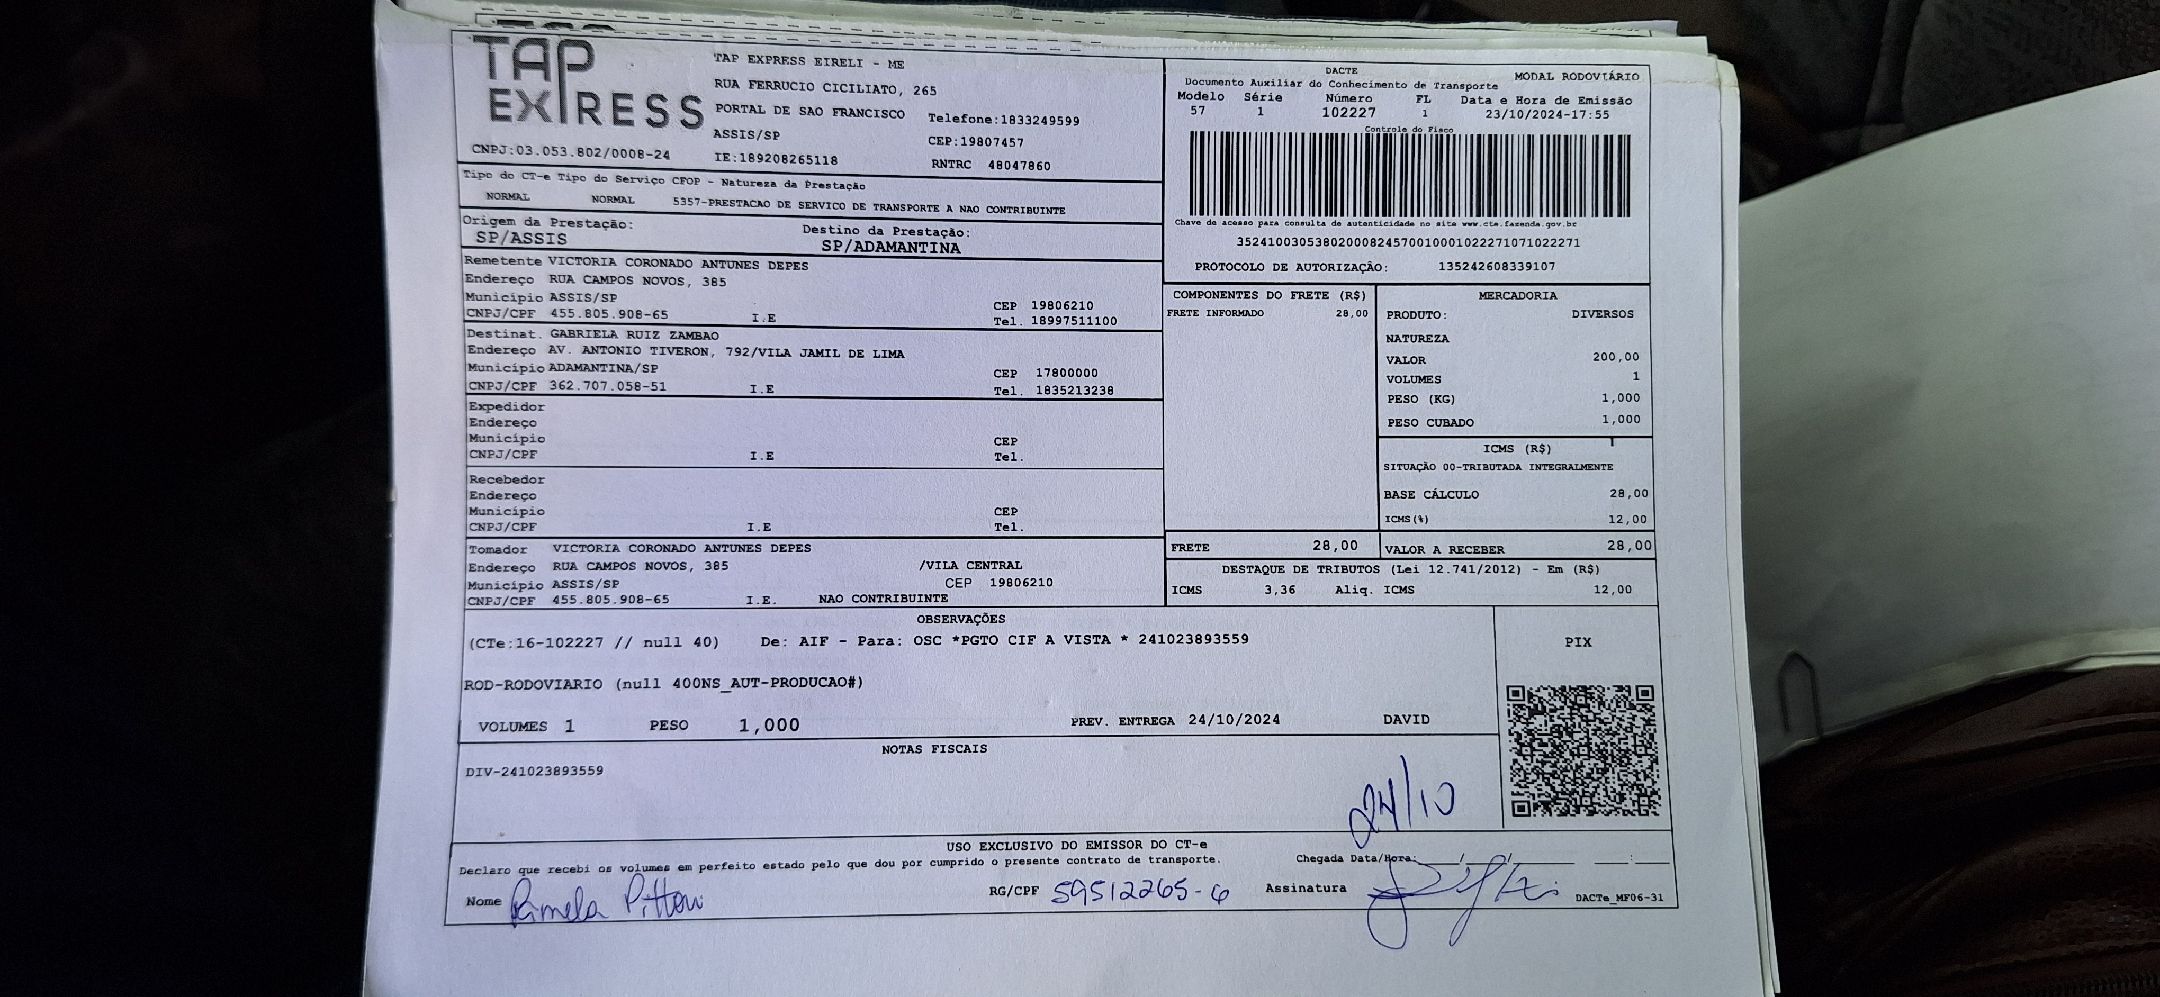 TAP
EXPRESS
TAP EXPRESS EIRELI - ME
RUA FERRUCIO CICILIATO, 265
PORTAL DE SAO FRANCISCO
Telefone:1833249599
ASSIS/SP
CEP:19807457
CNPJ:03.053.802/0008-24
IE:189208265118
RNTRC 48047860
DACTE
MODAL RODOVIÁRIO
Documento Auxiliar do Conhecimento de Transporte
Modelo Série Número FL Data e Hora de Emissão
57 1 102227 1 23/10/2024-17:55
Controle do Fisco
Chave de acesso para consulta de autenticidade no site www.cte.fazenda.gov.br
35241003053802000824570010001022271071022271
PROTOCOLO DE AUTORIZAÇÃO: 135242608339107
Tipo do CT-e Tipo do Serviço CFOP - Natureza da Prestação
NORMAL NORMAL 5357-PRESTACAO DE SERVICO DE TRANSPORTE A NAO CONTRIBUINTE
Origem da Prestação: Destino da Prestação:
SP/ASSIS SP/ADAMANTINA
Remetente VICTORIA CORONADO ANTUNES DEPES
Endereço RUA CAMPOS NOVOS, 385
Município ASSIS/SP CEP 19806210
CNPJ/CPF 455.805.908-65 I.E Tel. 18997511100
Destinat. GABRIELA RUIZ ZAMBAO
Endereço AV. ANTONIO TIVERON, 792/VILA JAMIL DE LIMA
Município ADAMANTINA/SP CEP 17800000
CNPJ/CPF 362.707.058-51 I.E Tel. 1835213238
Expedidor
Endereço
Município CEP
CNPJ/CPF I.E Tel.
Recebedor
Endereço
Município CEP
CNPJ/CPF I.E Tel.
Tomador VICTORIA CORONADO ANTUNES DEPES
Endereço RUA CAMPOS NOVOS, 385 /VILA CENTRAL
Município ASSIS/SP CEP 19806210
CNPJ/CPF 455.805.908-65 I.E. NAO CONTRIBUINTE
COMPONENTES DO FRETE (R$)
FRETE INFORMADO 28,00
MERCADORIA
PRODUTO: DIVERSOS
NATUREZA
VALOR 200,00
VOLUMES 1
PESO (KG) 1,000
PESO CUBADO 1,000
ICMS (R$)
SITUAÇÃO 00-TRIBUTADA INTEGRALMENTE
BASE CÁLCULO 28,00
ICMS(%) 12,00
FRETE 28,00 VALOR A RECEBER 28,00
DESTAQUE DE TRIBUTOS (Lei 12.741/2012) - Em (R$)
ICMS 3,36 Aliq. ICMS 12,00
OBSERVAÇÕES
(CTe:16-102227 // null 40) De: AIF - Para: OSC *PGTO CIF A VISTA * 241023893559
ROD-RODOVIARIO (null 400NS_AUT-PRODUCAO#)
VOLUMES 1 PESO 1,000 PREV. ENTREGA 24/10/2024 DAVID
PIX
NOTAS FISCAIS
DIV-241023893559
24/10
USO EXCLUSIVO DO EMISSOR DO CT-e
Declaro que recebi os volumes em perfeito estado pelo que dou por cumprido o presente contrato de transporte.
Chegada Data/Hora: __/__/____ __:__
Nome Pamela RG/CPF 59512265-6 Assinatura
DACTe_MF06-31